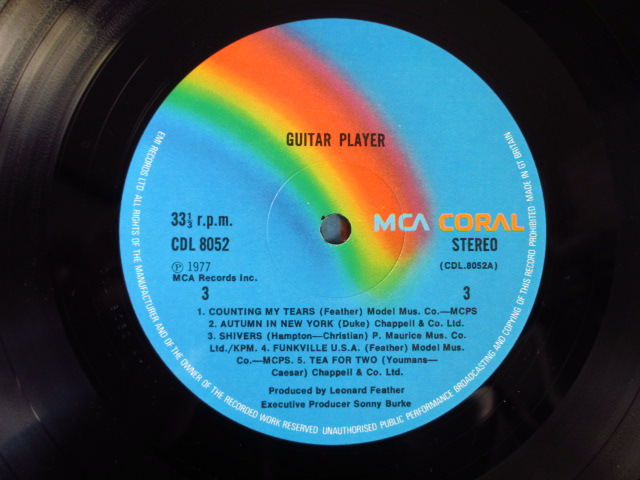 GUITAR PLAYER
33⅓ r.p.m.
MCA CORAL
CDL 8052
STEREO
℗ 1977
(CDL.8052A)
MCA Records Inc.
3
3
1. COUNTING MY TEARS (Feather) Model Mus. Co.—MCPS
2. AUTUMN IN NEW YORK (Duke) Chappell & Co. Ltd.
3. SHIVERS (Hampton—Christian) P. Maurice Mus. Co.
Ltd./KPM. 4. FUNKVILLE U.S.A. (Feather) Model Mus.
Co.—MCPS. 5. TEA FOR TWO (Youmans—
Caesar) Chappell & Co. Ltd.
Produced by Leonard Feather
Executive Producer Sonny Burke
EMI RECORDS LTD ALL RIGHTS OF THE MANUFACTURER AND OF THE OWNER OF THE RECORDED WORK RESERVED UNAUTHORISED PUBLIC PERFORMANCE BROADCASTING AND COPYING OF THIS RECORD PROHIBITED MADE IN GT BRITAIN